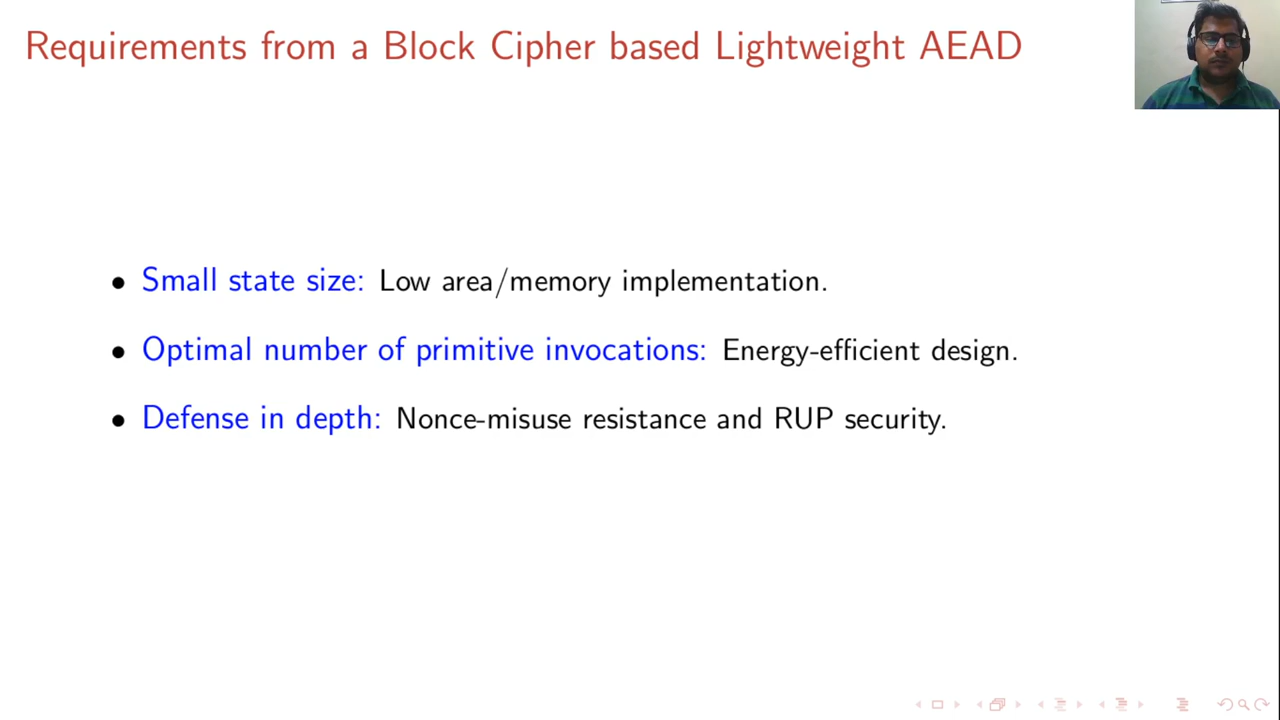 Requirements from a Block Cipher based Lightweight AEAD
• Small state size: Low area/memory implementation.
• Optimal number of primitive invocations: Energy-efficient design.
• Defense in depth: Nonce-misuse resistance and RUP security.